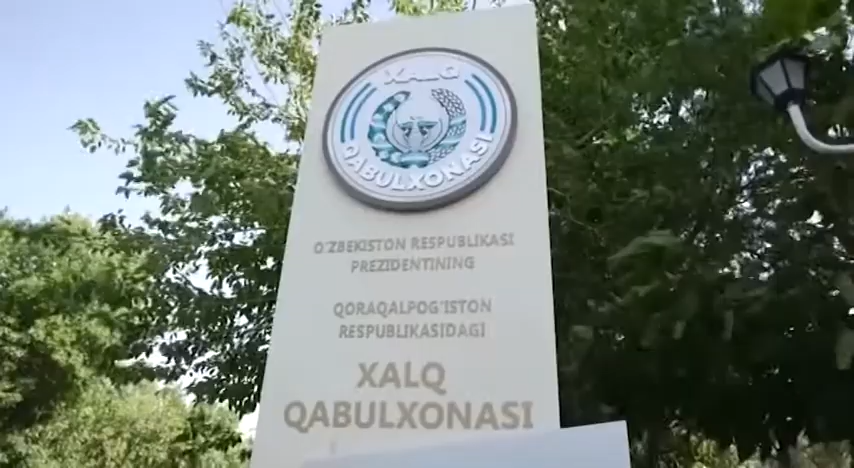 XALQ
QABULXONASI
O'ZBEKISTON RESPUBLIKASI
PREZIDENTINING
QORAQALPOG'ISTON
RESPUBLIKASIDAGI
XALQ
QABULXONASI